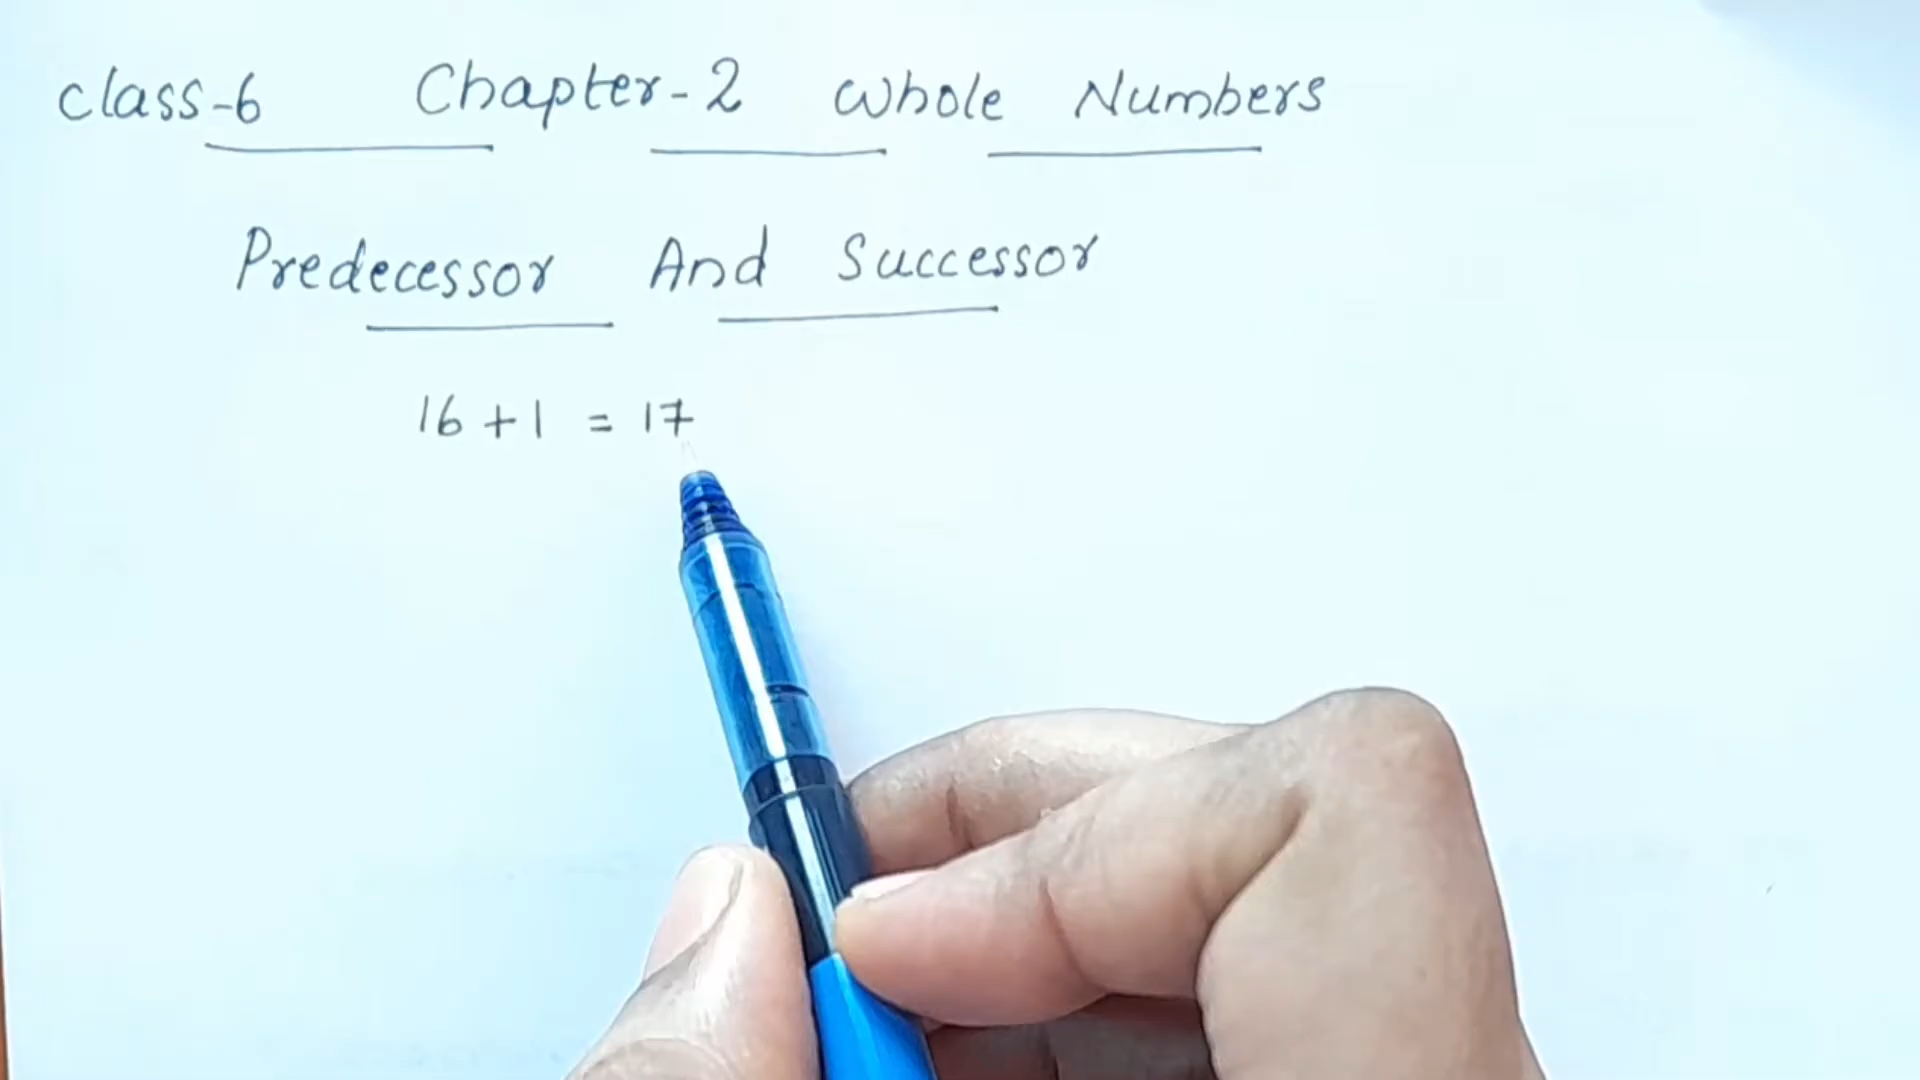 class-6 Chapter-2 Whole Numbers
Predecessor And Successor
16 + 1 = 17